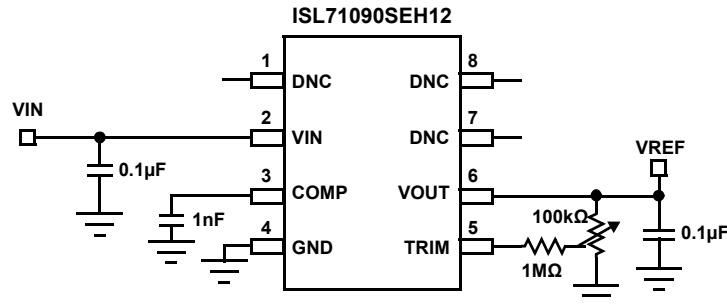 ISL71090SEH12
1
DNC
8
DNC
VIN
2
VIN
7
DNC
VREF
0.1µF
3
COMP
6
VOUT
1nF
100kΩ
0.1µF
4
GND
5
TRIM
1MΩ